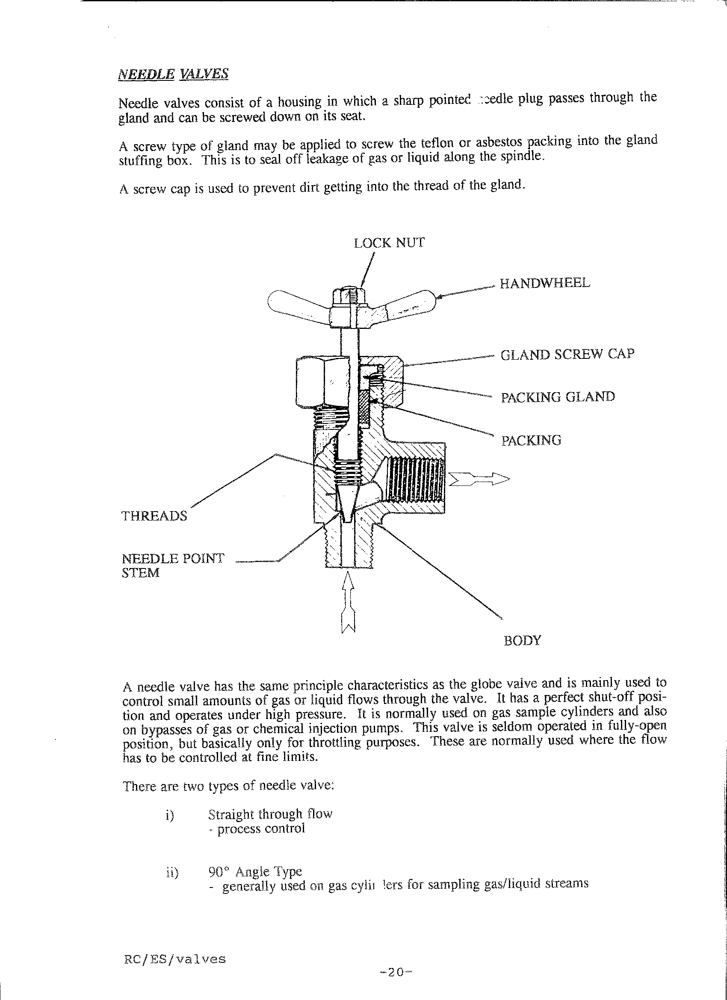 NEEDLE VALVES
Needle valves consist of a housing in which a sharp pointed needle plug passes through the
gland and can be screwed down on its seat.
A screw type of gland may be applied to screw the teflon or asbestos packing into the gland
stuffing box. This is to seal off leakage of gas or liquid along the spindle.
A screw cap is used to prevent dirt getting into the thread of the gland.
LOCK NUT
HANDWHEEL
GLAND SCREW CAP
PACKING GLAND
PACKING
THREADS
NEEDLE POINT
STEM
BODY
A needle valve has the same principle characteristics as the globe valve and is mainly used to
control small amounts of gas or liquid flows through the valve. It has a perfect shut-off posi-
tion and operates under high pressure. It is normally used on gas sample cylinders and also
on bypasses of gas or chemical injection pumps. This valve is seldom operated in fully-open
position, but basically only for throttling purposes. These are normally used where the flow
has to be controlled at fine limits.
There are two types of needle valve:
i) Straight through flow
- process control
ii) 90° Angle Type
- generally used on gas cylinders for sampling gas/liquid streams
RC/ES/valves
-20-